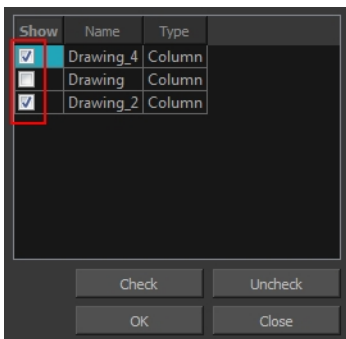 Show Name Type
Drawing_4 Column
Drawing Column
Drawing_2 Column
Check Uncheck
OK Close